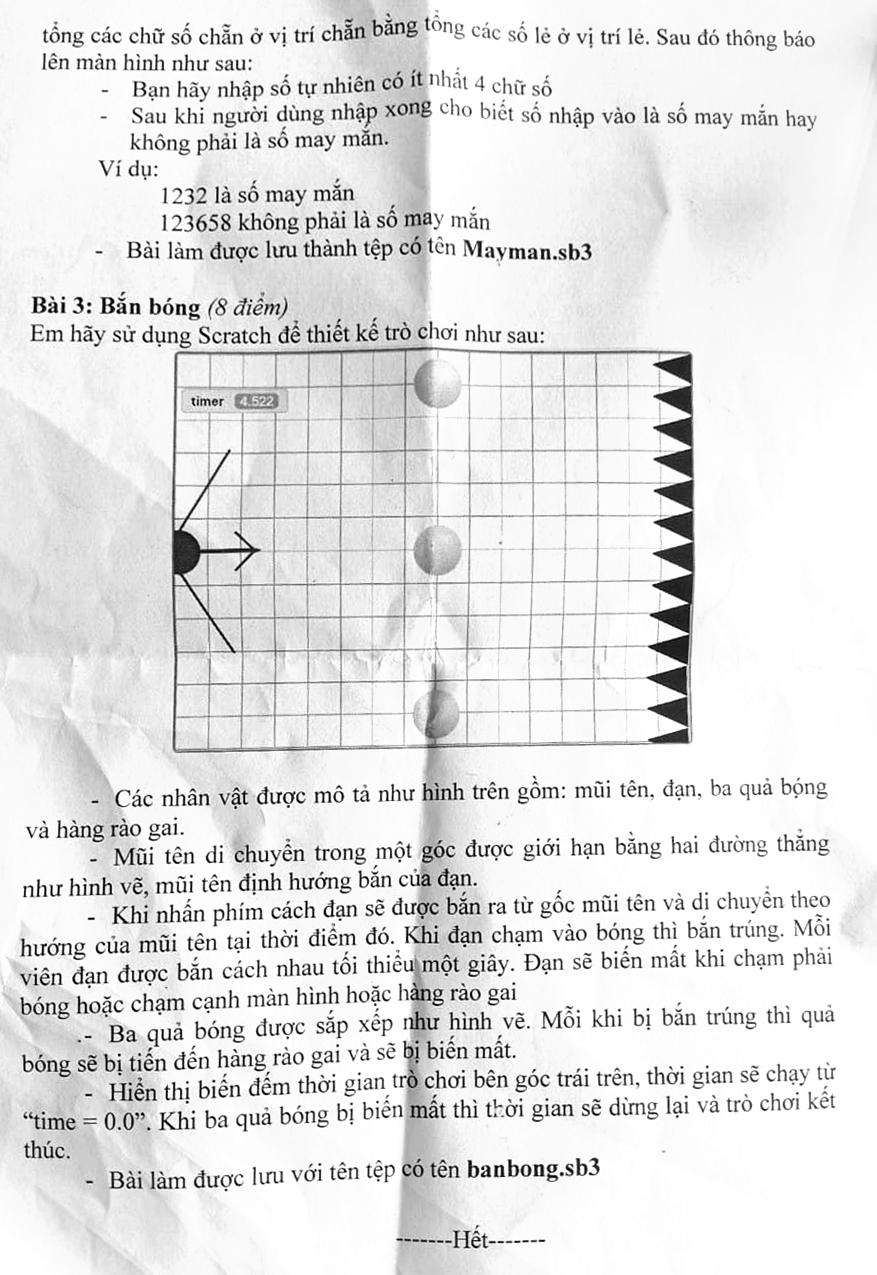 tổng các chữ số chẵn ở vị trí chẵn bằng tổng các số lẻ ở vị trí lẻ. Sau đó thông báo
lên màn hình như sau:
- Bạn hãy nhập số tự nhiên có ít nhất 4 chữ số
- Sau khi người dùng nhập xong cho biết số nhập vào là số may mắn hay
không phải là số may mắn.
Ví dụ:
1232 là số may mắn
123658 không phải là số may mắn
- Bài làm được lưu thành tệp có tên Mayman.sb3
Bài 3: Bắn bóng (8 điểm)
Em hãy sử dụng Scratch để thiết kế trò chơi như sau:
timer 4.522
- Các nhân vật được mô tả như hình trên gồm: mũi tên, đạn, ba quả bóng
và hàng rào gai.
- Mũi tên di chuyển trong một góc được giới hạn bằng hai đường thẳng
như hình vẽ, mũi tên định hướng bắn của đạn.
- Khi nhấn phím cách đạn sẽ được bắn ra từ gốc mũi tên và di chuyển theo
hướng của mũi tên tại thời điểm đó. Khi đạn chạm vào bóng thì bắn trúng. Mỗi
viên đạn được bắn cách nhau tối thiểu một giây. Đạn sẽ biến mất khi chạm phải
bóng hoặc chạm cạnh màn hình hoặc hàng rào gai
.- Ba quả bóng được sắp xếp như hình vẽ. Mỗi khi bị bắn trúng thì quả
bóng sẽ bị tiến đến hàng rào gai và sẽ bị biến mất.
- Hiển thị biến đếm thời gian trò chơi bên góc trái trên, thời gian sẽ chạy từ
“time = 0.0”. Khi ba quả bóng bị biến mất thì thời gian sẽ dừng lại và trò chơi kết
thúc.
- Bài làm được lưu với tên tệp có tên banbong.sb3
-------Hết-------